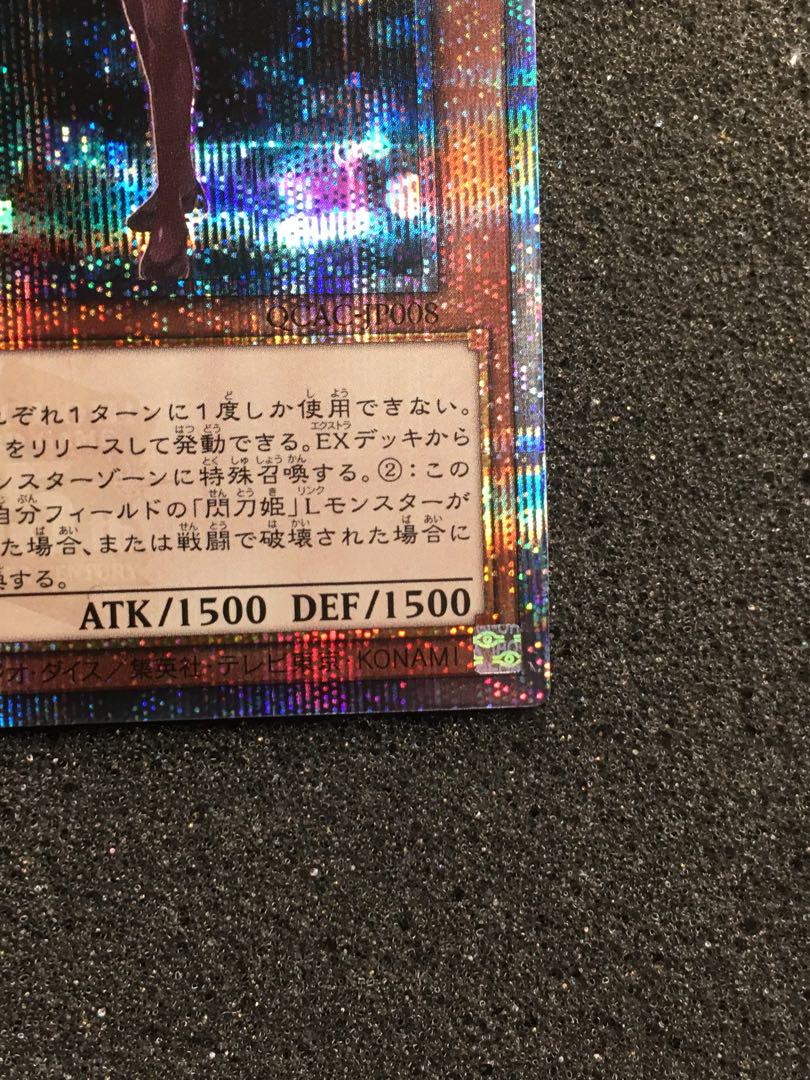 QCAC-JP008
れぞれ1ターンに1度しか使用できない。
をリリースして発動できる。EXデッキから
ンスターゾーンに特殊召喚する。②：この
自分フィールドの「閃刀姫」Lモンスターが
た場合、または戦闘で破壊された場合に
する。
ATK/1500 DEF/1500
オ・ダイス／集英社・テレビ東京・KONAMI